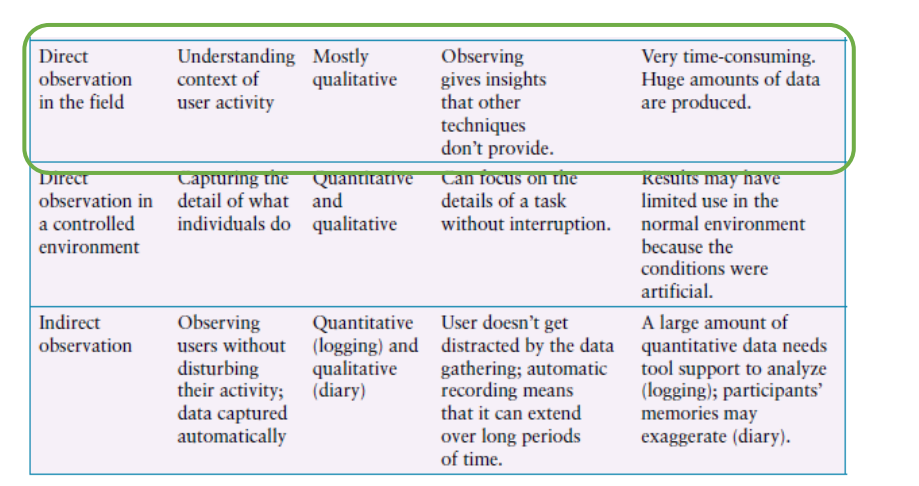 Direct
observation
in the field
Understanding
context of
user activity
Mostly
qualitative
Observing
gives insights
that other
techniques
don't provide.
Very time-consuming.
Huge amounts of data
are produced.
Direct
observation in
a controlled
environment
Capturing the
detail of what
individuals do
Quantitative
and
qualitative
Can focus on the
details of a task
without interruption.
Results may have
limited use in the
normal environment
because the
conditions were
artificial.
Indirect
observation
Observing
users without
disturbing
their activity;
data captured
automatically
Quantitative
(logging) and
qualitative
(diary)
User doesn't get
distracted by the data
gathering; automatic
recording means
that it can extend
over long periods
of time.
A large amount of
quantitative data needs
tool support to analyze
(logging); participants'
memories may
exaggerate (diary).